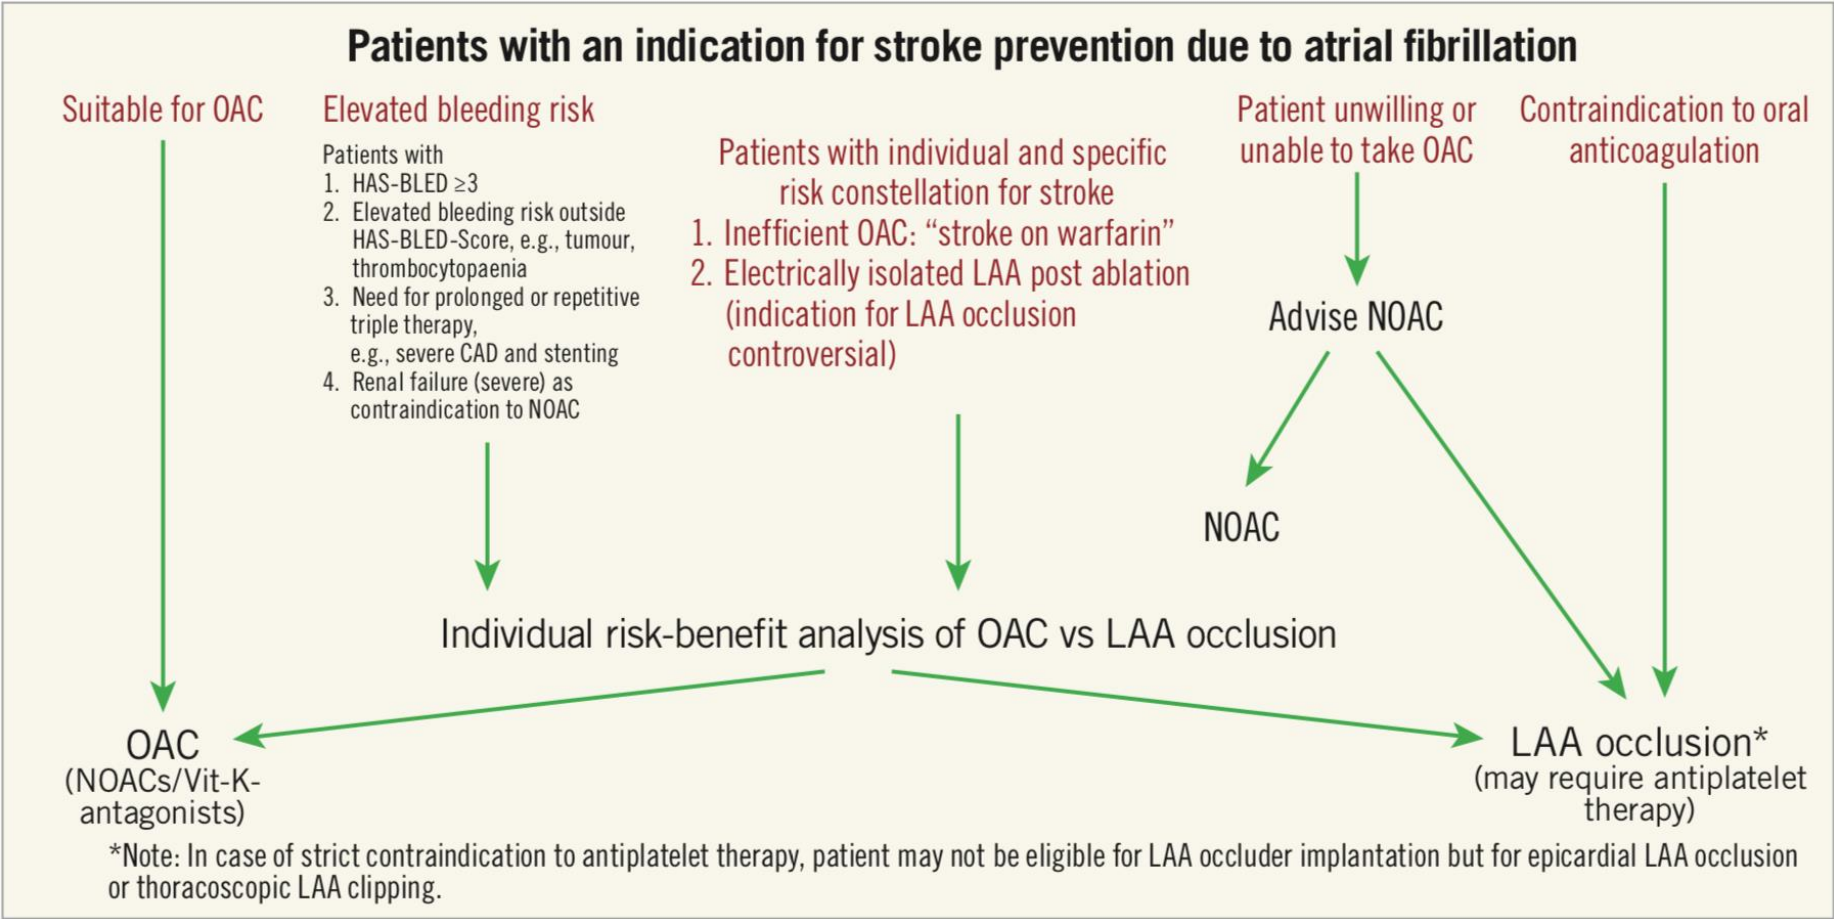 Patients with an indication for stroke prevention due to atrial fibrillation
Suitable for OAC
Elevated bleeding risk
Patients with
1. HAS-BLED ≥3
2. Elevated bleeding risk outside
HAS-BLED-Score, e.g., tumour,
thrombocytopaenia
3. Need for prolonged or repetitive
triple therapy,
e.g., severe CAD and stenting
4. Renal failure (severe) as
contraindication to NOAC
Patients with individual and specific
risk constellation for stroke
1. Inefficient OAC: “stroke on warfarin”
2. Electrically isolated LAA post ablation
(indication for LAA occlusion
controversial)
Patient unwilling or
unable to take OAC
Contraindication to oral
anticoagulation
Advise NOAC
NOAC
Individual risk-benefit analysis of OAC vs LAA occlusion
OAC
(NOACs/Vit-K-
antagonists)
LAA occlusion*
(may require antiplatelet
therapy)
*Note: In case of strict contraindication to antiplatelet therapy, patient may not be eligible for LAA occluder implantation but for epicardial LAA occlusion
or thoracoscopic LAA clipping.